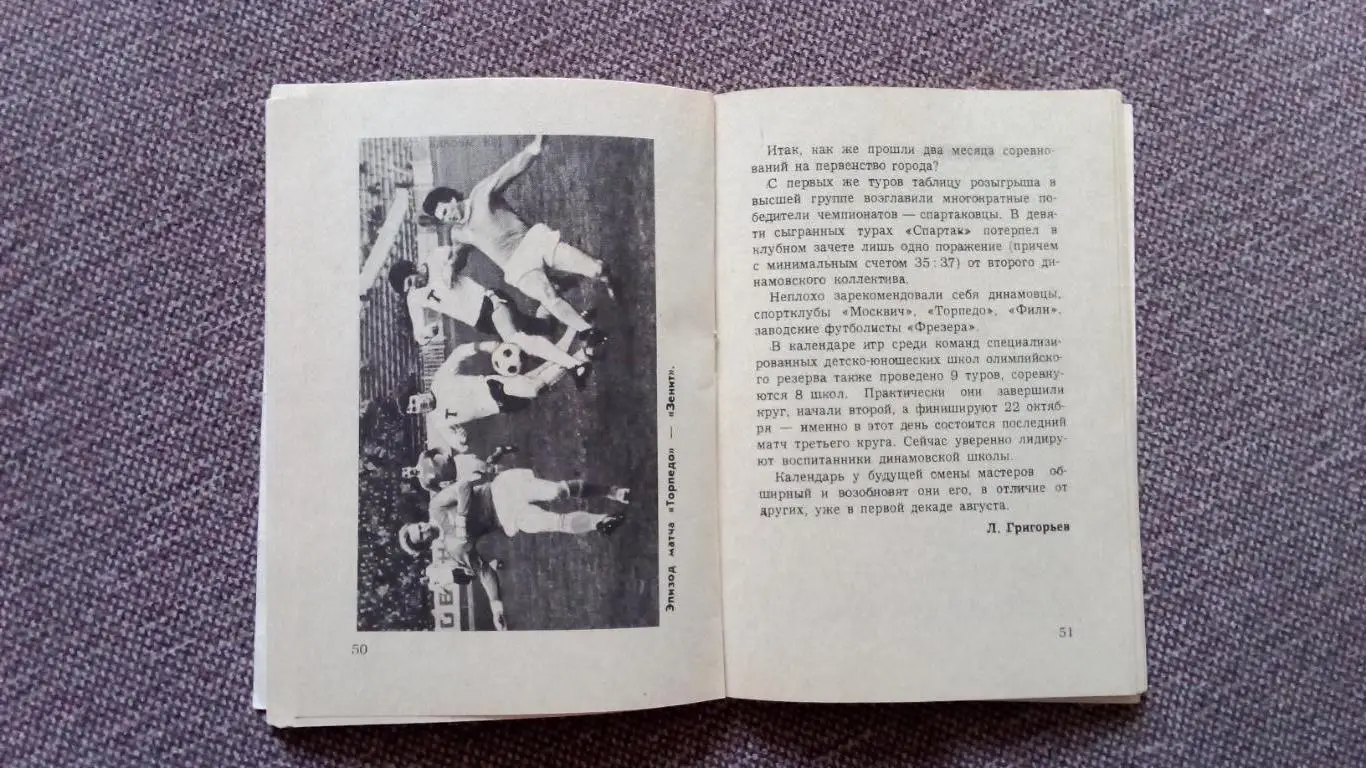 Эпизод матча «Торпедо» — «Зенит».
50
Итак, как же прошли два месяца соревно-
ваний на первенство города?
С первых же туров таблицу розыгрыша в
высшей группе возглавили многократные по-
бедители чемпионатов — спартаковцы. В девя-
ти сыгранных турах «Спартак» потерпел в
клубном зачете лишь одно поражение (причем
с минимальным счетом 35:37) от второго ди-
намовского коллектива.
Неплохо зарекомендовали себя динамовцы,
спортклубы «Москвич», «Торпедо», «Фили»,
заводские футболисты «Фрезера».
В календаре игр среди команд специализи-
рованных детско-юношеских школ олимпийско-
го резерва также проведено 9 туров, соревну-
ются 8 школ. Практически они завершили
круг, начали второй, а финишируют 22 октяб-
ря — именно в этот день состоится последний
матч третьего круга. Сейчас уверенно лидиру-
ют воспитанники динамовской школы.
Календарь у будущей смены мастеров об-
ширный и возобновят они его, в отличие от
других, уже в первой декаде августа.
Л. Григорьев
51